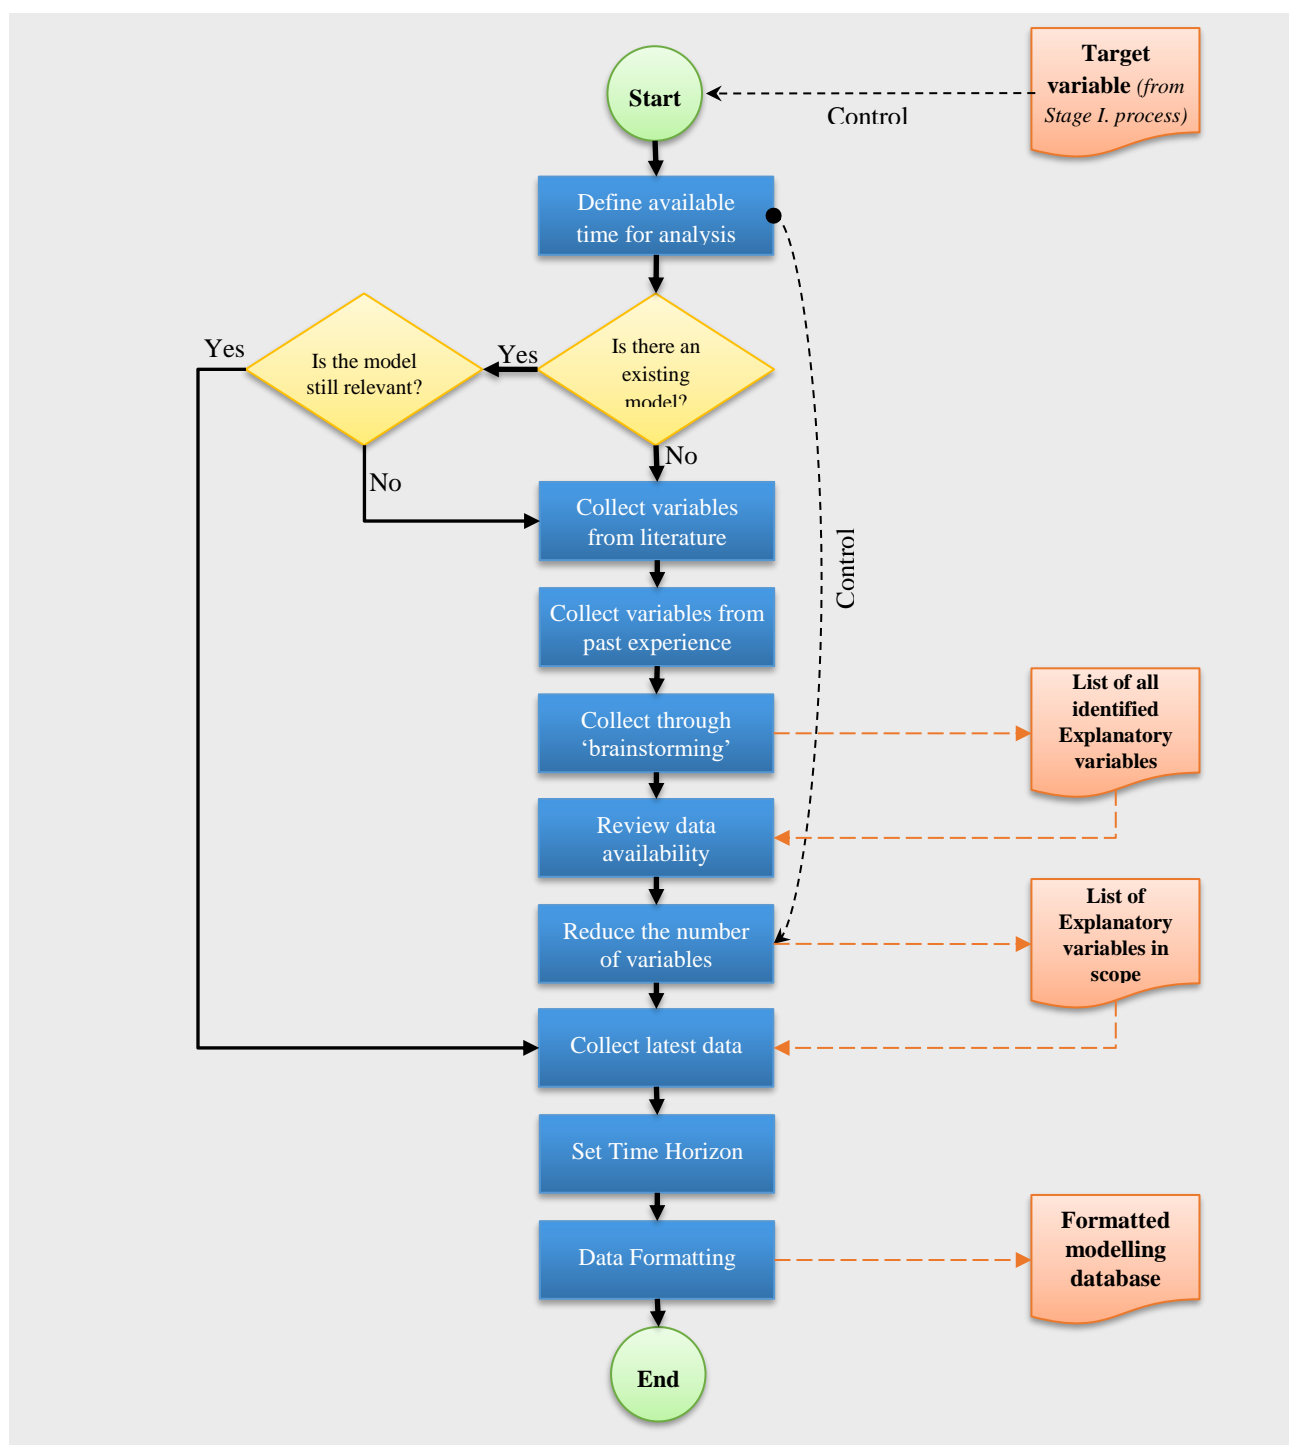 Start
Target
variable (from
Stage I. process)
Control
Define available
time for analysis
Yes
Is the model
still relevant?
Yes
Is there an
existing
model?
No
No
Collect variables
from literature
Control
Collect variables from
past experience
Collect through
‘brainstorming’
List of all
identified
Explanatory
variables
Review data
availability
Reduce the number
of variables
List of
Explanatory
variables in
scope
Collect latest data
Set Time Horizon
Data Formatting
Formatted
modelling
database
End